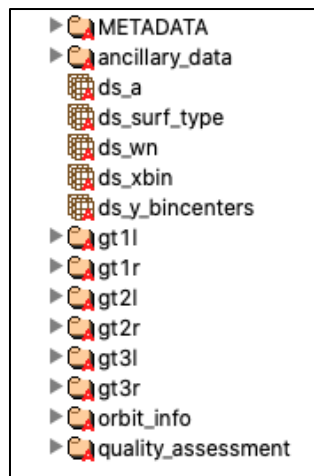 METADATA
ancillary_data
ds_a
ds_surf_type
ds_wn
ds_xbin
ds_y_bincenters
gt1l
gt1r
gt2l
gt2r
gt3l
gt3r
orbit_info
quality_assessment